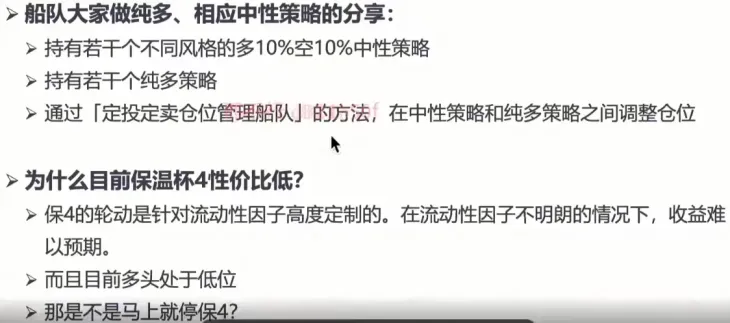 ➢ 船队大家做纯多、相应中性策略的分享：
➢ 持有若干个不同风格的多10%空10%中性策略
➢ 持有若干个纯多策略
➢ 通过「定投定卖仓位管理船队」的方法，在中性策略和纯多策略之间调整仓位
➢ 为什么目前保温杯4性价比低？
➢ 保4的轮动是针对流动性因子高度定制的。在流动性因子不明朗的情况下，收益难
以预期。
➢ 而且目前多头处于低位
➢ 那是不是马上就停保4？